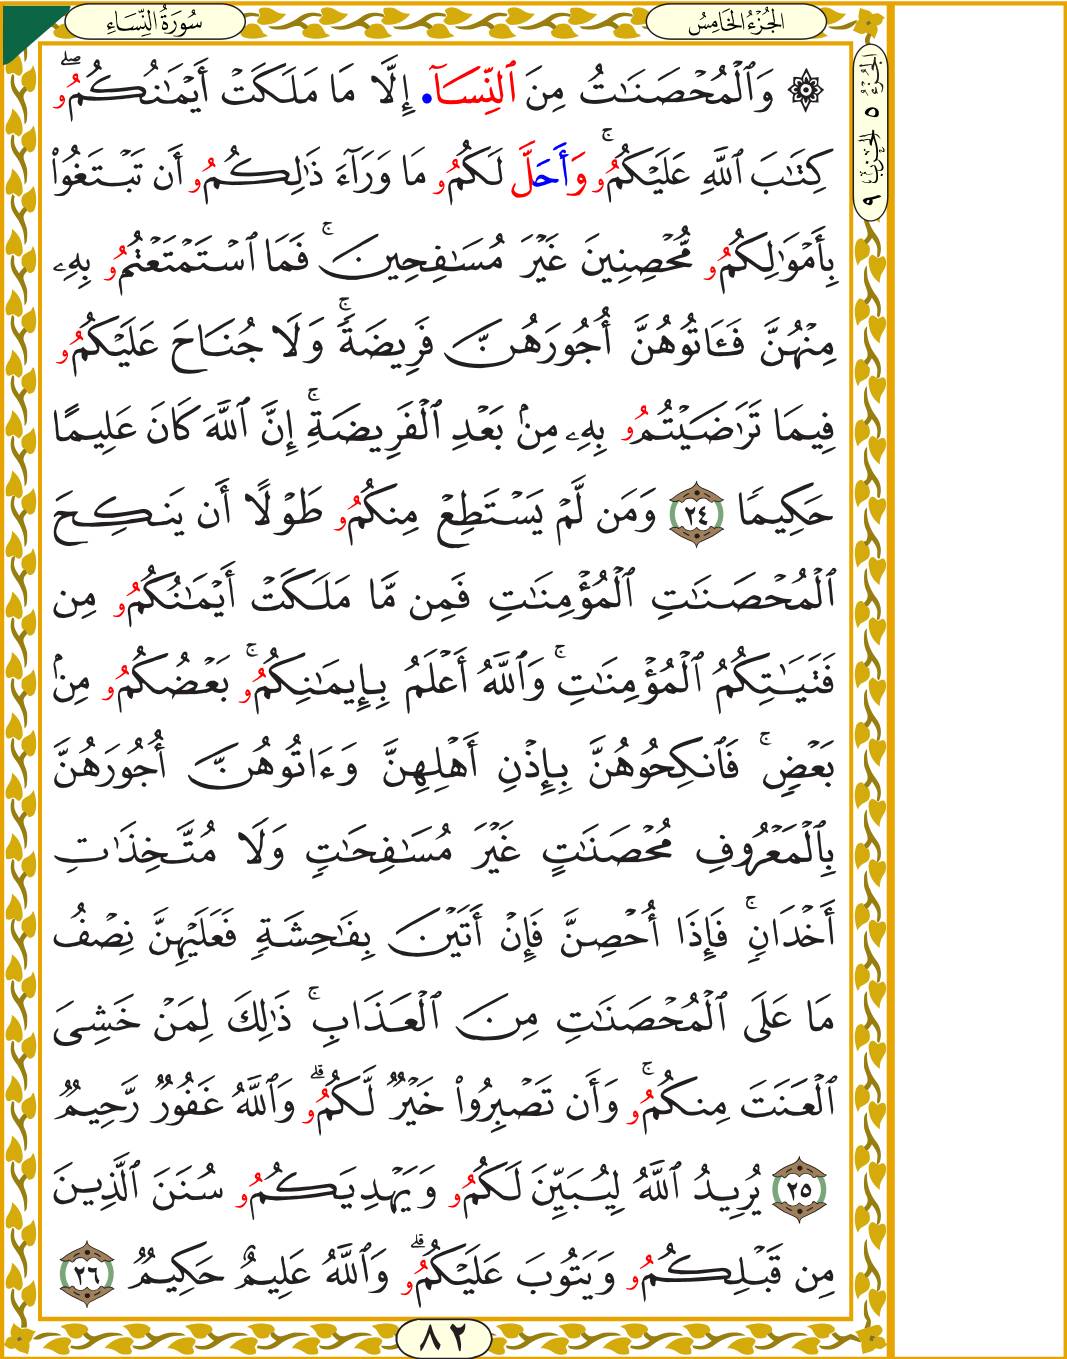 سُورَةُ النِّسَاءِ
الجُزْءُ الخَامِسُ
۞ وَٱلْمُحْصَنَٰتُ مِنَ ٱلنِّسَآ• إِلَّا مَا مَلَكَتْ أَيْمَٰنُكُمُۥۖ
كِتَٰبَ ٱللَّهِ عَلَيْكُمُۥۚ وَأَحَلَّ لَكُمُۥ مَا وَرَآءَ ذَٰلِكُمُۥ أَن تَبْتَغُوا۟
بِأَمْوَٰلِكُمُۥ مُّحْصِنِينَ غَيْرَ مُسَٰفِحِينَۚ فَمَا ٱسْتَمْتَعْتُمُۥ بِهِۦ
مِنْهُنَّ فَـَٔاتُوهُنَّ أُجُورَهُنَّ فَرِيضَةًۚ وَلَا جُنَاحَ عَلَيْكُمُۥ
فِيمَا تَرَٰضَيْتُمُۥ بِهِۦ مِنۢ بَعْدِ ٱلْفَرِيضَةِۚ إِنَّ ٱللَّهَ كَانَ عَلِيمًا
حَكِيمًا ٢٤ وَمَن لَّمْ يَسْتَطِعْ مِنكُمُۥ طَوْلًا أَن يَنكِحَ
ٱلْمُحْصَنَٰتِ ٱلْمُؤْمِنَٰتِ فَمِن مَّا مَلَكَتْ أَيْمَٰنُكُمُۥ مِن
فَتَيَٰتِكُمُ ٱلْمُؤْمِنَٰتِۚ وَٱللَّهُ أَعْلَمُ بِإِيمَٰنِكُمُۥۚ بَعْضُكُمُۥ مِنۢ
بَعْضٍۚ فَٱنكِحُوهُنَّ بِإِذْنِ أَهْلِهِنَّ وَءَاتُوهُنَّ أُجُورَهُنَّ
بِٱلْمَعْرُوفِ مُحْصَنَٰتٍ غَيْرَ مُسَٰفِحَٰتٍ وَلَا مُتَّخِذَٰتِ
أَخْدَانٍۚ فَإِذَا أُحْصِنَّ فَإِنْ أَتَيْنَ بِفَٰحِشَةٍ فَعَلَيْهِنَّ نِصْفُ
مَا عَلَى ٱلْمُحْصَنَٰتِ مِنَ ٱلْعَذَابِۚ ذَٰلِكَ لِمَنْ خَشِىَ
ٱلْعَنَتَ مِنكُمُۥۚ وَأَن تَصْبِرُوا۟ خَيْرٌ لَّكُمُۥۗ وَٱللَّهُ غَفُورٌ رَّحِيمٌ
٢٥ يُرِيدُ ٱللَّهُ لِيُبَيِّنَ لَكُمُۥ وَيَهْدِيَكُمُۥ سُنَنَ ٱلَّذِينَ
مِن قَبْلِكُمُۥ وَيَتُوبَ عَلَيْكُمُۥۗ وَٱللَّهُ عَلِيمٌ حَكِيمٌ ٢٦
الجُزْءُ ٥ الحِزْبُ ٩
٨٢